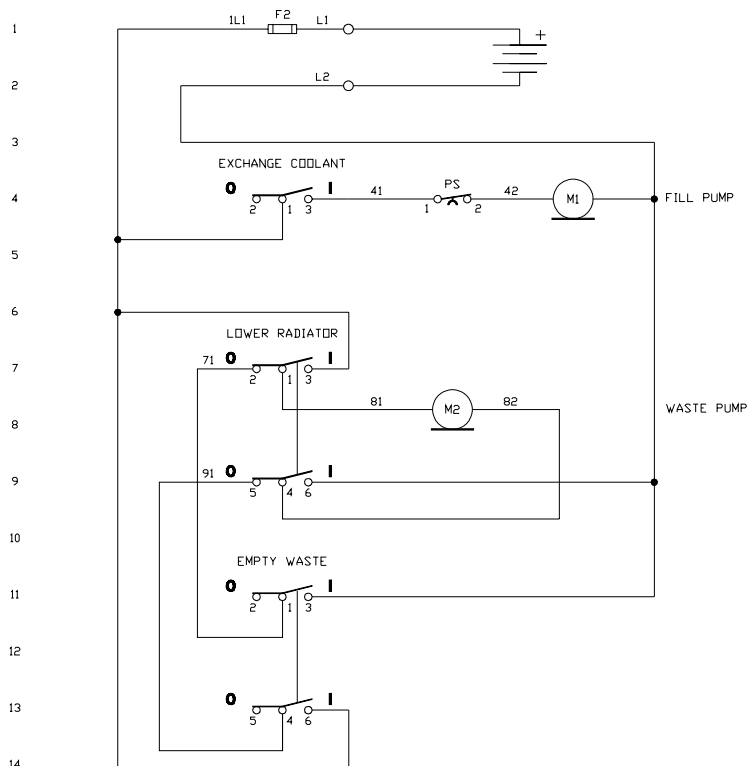 1 1L1 F2 L1 +
2 L2
3
EXCHANGE COOLANT
4 0 2 1 3 I 41 1 PS 2 42 M1 FILL PUMP
5
6
LOWER RADIATOR
7 71 0 2 1 3 I
8 81 M2 82 WASTE PUMP
9 91 0 5 4 6 I
10
EMPTY WASTE
11 0 2 1 3 I
12
13 0 5 4 6 I
14